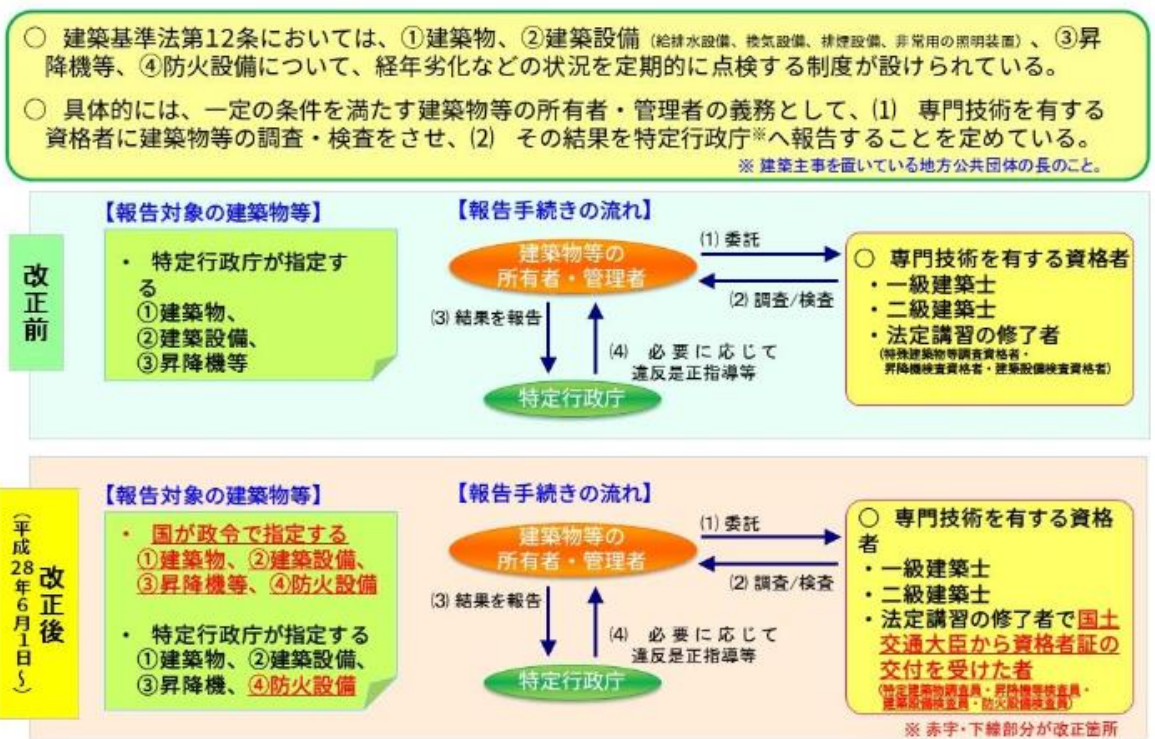 ○ 建築基準法第12条においては、①建築物、②建築設備（給排水設備、換気設備、排煙設備、非常用の照明装置）、③昇
降機等、④防火設備について、経年劣化などの状況を定期的に点検する制度が設けられている。
○ 具体的には、一定の条件を満たす建築物等の所有者・管理者の義務として、(1) 専門技術を有する
資格者に建築物等の調査・検査をさせ、(2) その結果を特定行政庁※へ報告することを定めている。
※ 建築主事を置いている地方公共団体の長のこと。
改正前
【報告対象の建築物等】
・ 特定行政庁が指定す
る
①建築物、
②建築設備、
③昇降機等
【報告手続きの流れ】
建築物等の
所有者・管理者
(1) 委託
(2) 調査/検査
(3) 結果を報告
(4) 必要に応じて
違反是正指導等
特定行政庁
○ 専門技術を有する資格者
・一級建築士
・二級建築士
・法定講習の修了者
（特殊建築物等調査資格者・
昇降機検査資格者・建築設備検査資格者）
改正後
（平成28年6月1日～）
【報告対象の建築物等】
・ 国が政令で指定する
①建築物、②建築設備、
③昇降機等、④防火設備
・ 特定行政庁が指定する
①建築物、②建築設備、
③昇降機、④防火設備
【報告手続きの流れ】
建築物等の
所有者・管理者
(1) 委託
(2) 調査/検査
(3) 結果を報告
(4) 必要に応じて
違反是正指導等
特定行政庁
○ 専門技術を有する資格
者
・一級建築士
・二級建築士
・法定講習の修了者で国土
交通大臣から資格者証の
交付を受けた者
（特定建築物調査員・昇降機等検査員・
建築設備検査員・防火設備検査員）
※ 赤字・下線部分が改正箇所